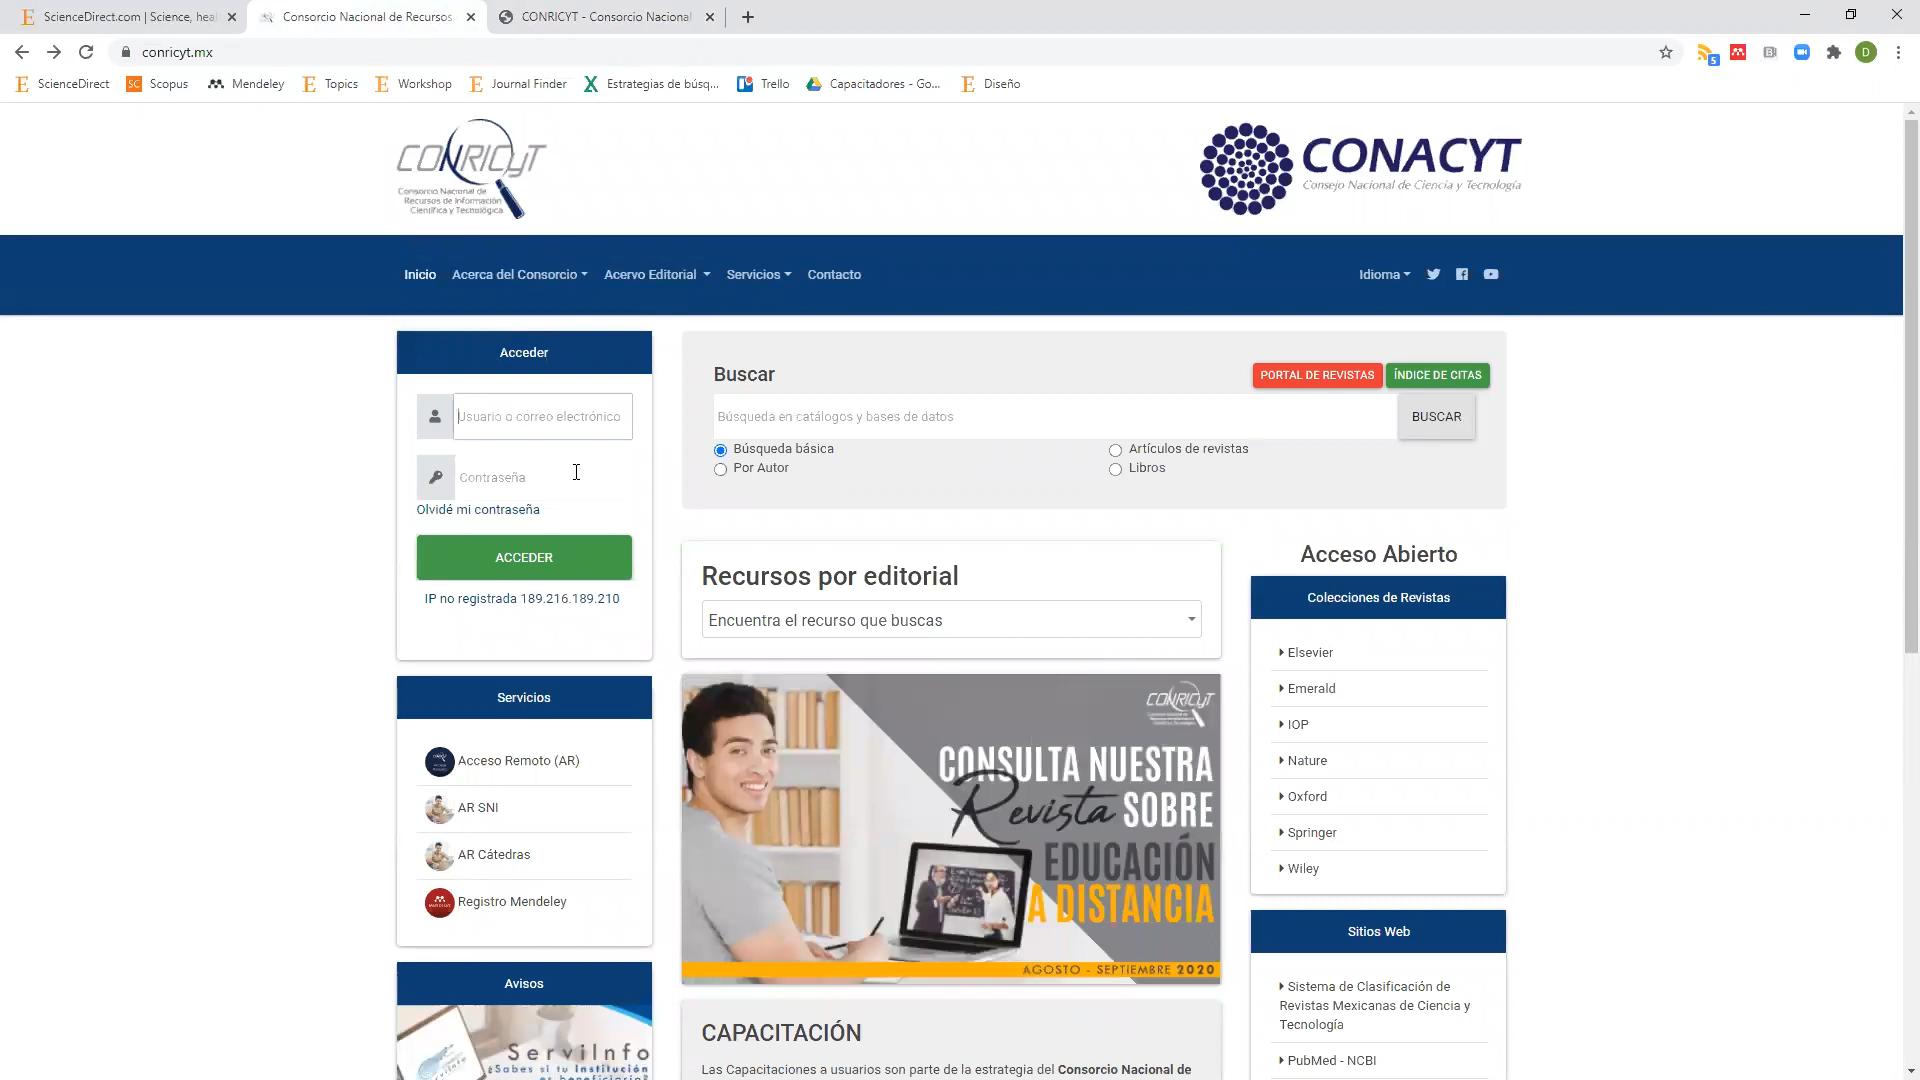 ScienceDirect.com | Science, heal
Consorcio Nacional de Recursos
CONRICYT - Consorcio Nacional
conricyt.mx
5
D
ScienceDirect
Scopus
Mendeley
Topics
Workshop
Journal Finder
Estrategias de búsq...
Trello
Capacitadores - Go...
Diseño
CONRICYT
Consorcio Nacional de
Recursos de Información
Científica y Tecnológica
CONACYT
Consejo Nacional de Ciencia y Tecnología
Inicio
Acerca del Consorcio
Acervo Editorial
Servicios
Contacto
Idioma
Acceder
Usuario o correo electrónico
Contraseña
Olvidé mi contraseña
ACCEDER
IP no registrada 189.216.189.210
Buscar
PORTAL DE REVISTAS
ÍNDICE DE CITAS
Búsqueda en catálogos y bases de datos
BUSCAR
Búsqueda básica
Artículos de revistas
Por Autor
Libros
Recursos por editorial
Encuentra el recurso que buscas
Acceso Abierto
Colecciones de Revistas
Elsevier
Emerald
IOP
Nature
Oxford
Springer
Wiley
Servicios
Acceso Remoto (AR)
AR SNI
AR Cátedras
Registro Mendeley
CONRICYT
CONSULTA NUESTRA
Revista SOBRE
EDUCACIÓN
A DISTANCIA
AGOSTO - SEPTIEMBRE 2020
Sitios Web
Sistema de Clasificación de
Revistas Mexicanas de Ciencia y
Tecnología
PubMed - NCBI
Avisos
ServiInfo
¿Sabes si tu Institución
es beneficiaria?
CAPACITACIÓN
Las Capacitaciones a usuarios son parte de la estrategia del Consorcio Nacional de